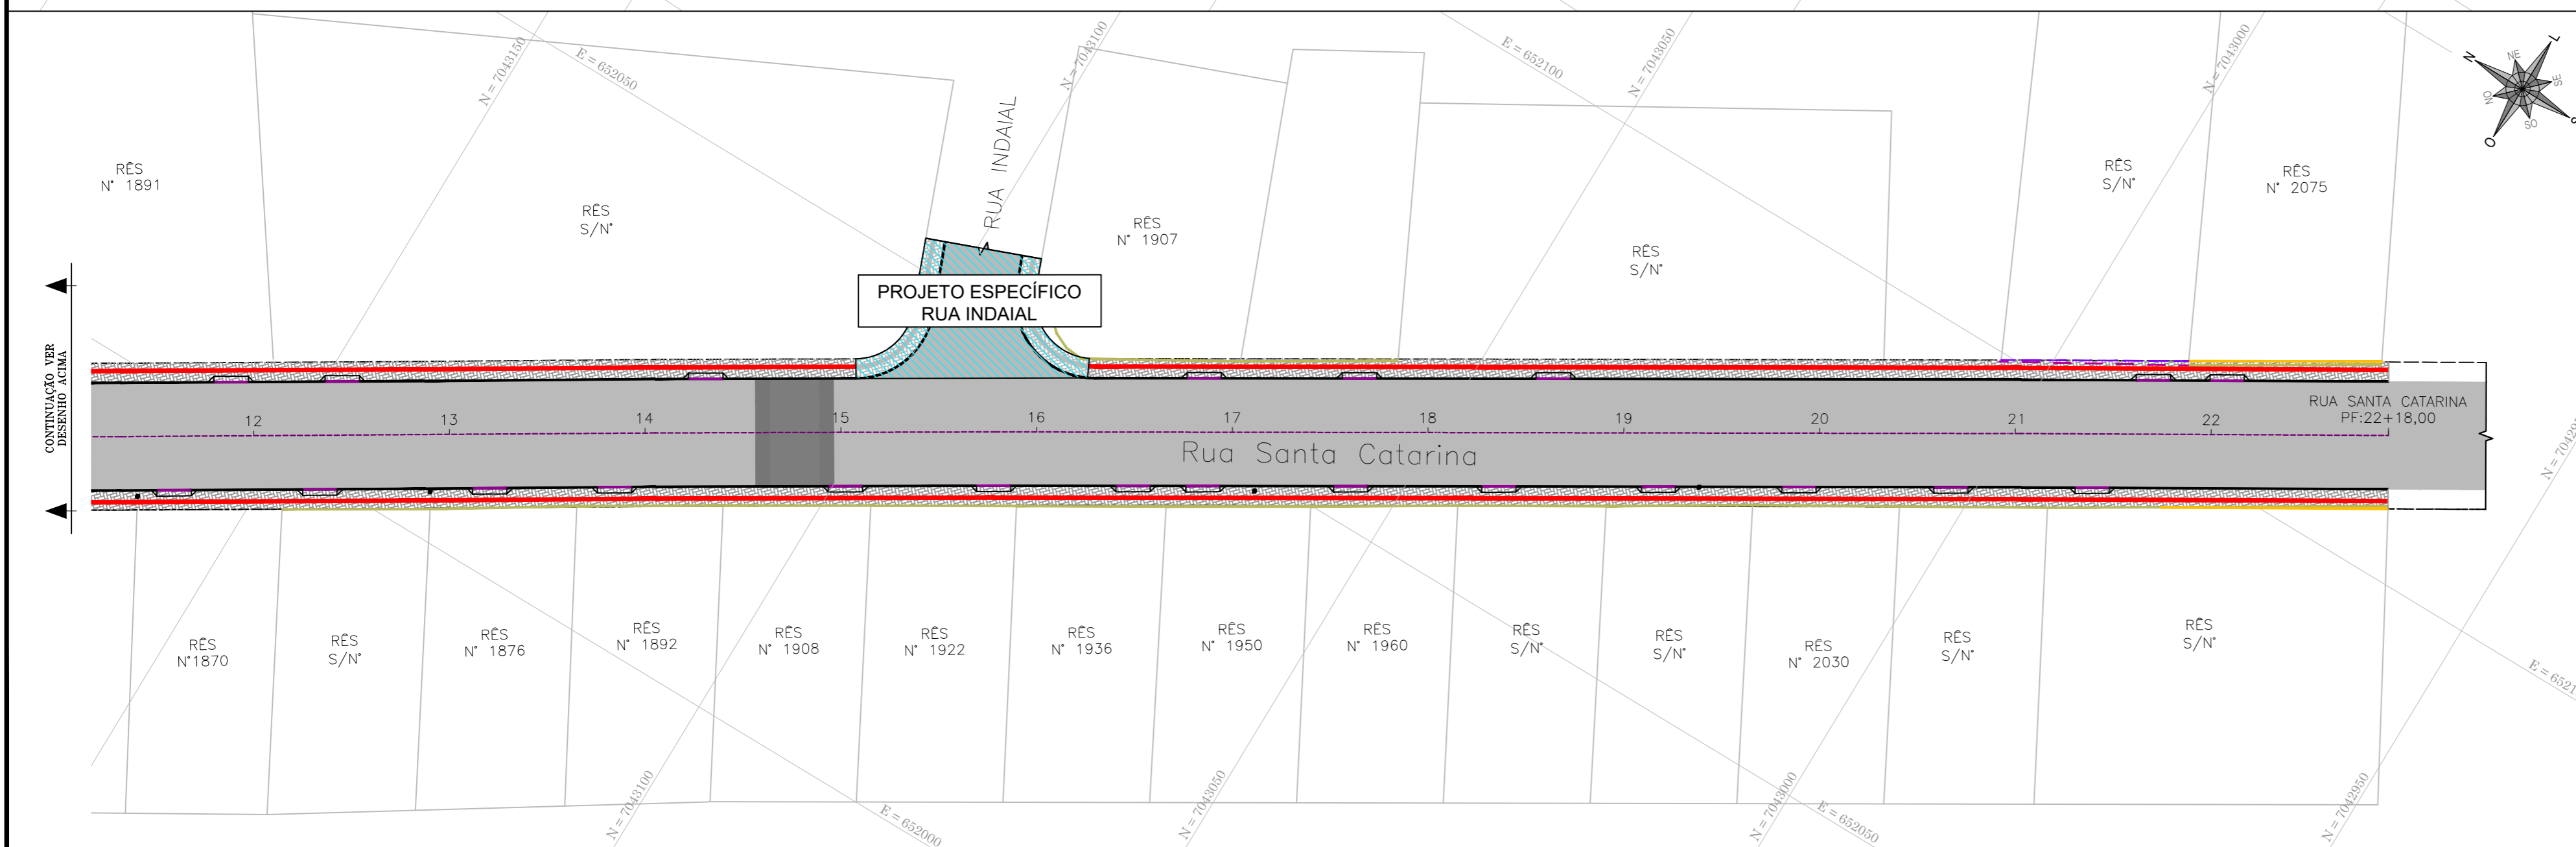 N = 7043150
E = 652050
N = 7043100
E = 652100
N = 7043050
N = 7043000
N
NE
L
SE
S
SO
O
NO
RUA INDAIAL
RÊS
N° 1891
RÊS
S/N°
RÊS
N° 1907
RÊS
S/N°
RÊS
S/N°
RÊS
N° 2075
PROJETO ESPECÍFICO
RUA INDAIAL
CONTINUAÇÃO VER
DESENHO ACIMA
12
13
14
15
16
17
18
19
20
21
22
RUA SANTA CATARINA
PF:22+18,00
Rua Santa Catarina
RÊS
N°1870
RÊS
S/N°
RÊS
N° 1876
RÊS
N° 1892
RÊS
N° 1908
RÊS
N° 1922
RÊS
N° 1936
RÊS
N° 1950
RÊS
N° 1960
RÊS
S/N°
RÊS
S/N°
RÊS
N° 2030
RÊS
S/N°
RÊS
S/N°
N = 7043100
E = 652000
N = 7043050
N = 7043000
E = 652050
N = 7042950